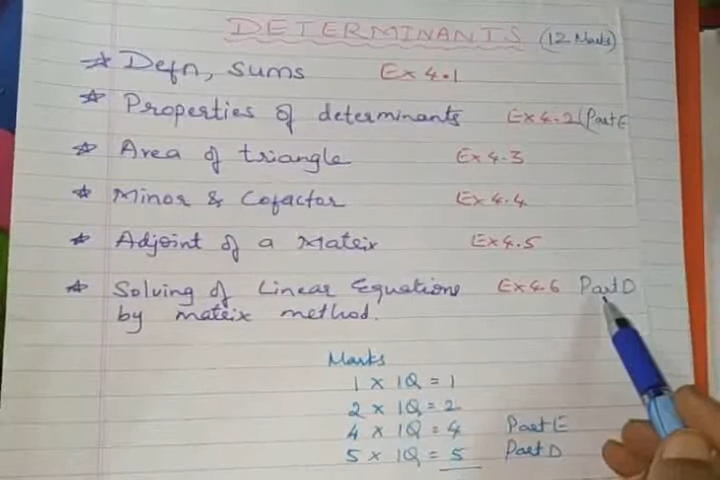 DETERMINANTS (12 Marks)
* Defn, sums Ex 4.1
* Properties of determinants Ex 4.2 (Part E
* Area of triangle Ex 4.3
* Minor & Cofactor Ex 4.4
* Adjoint of a Matrix Ex 4.5
* Solving of Linear Equations Ex 4.6 Part D
by matrix method.
Marks
1 x 1Q = 1
2 x 1Q = 2
4 x 1Q = 4 Part E
5 x 1Q = 5 Part D